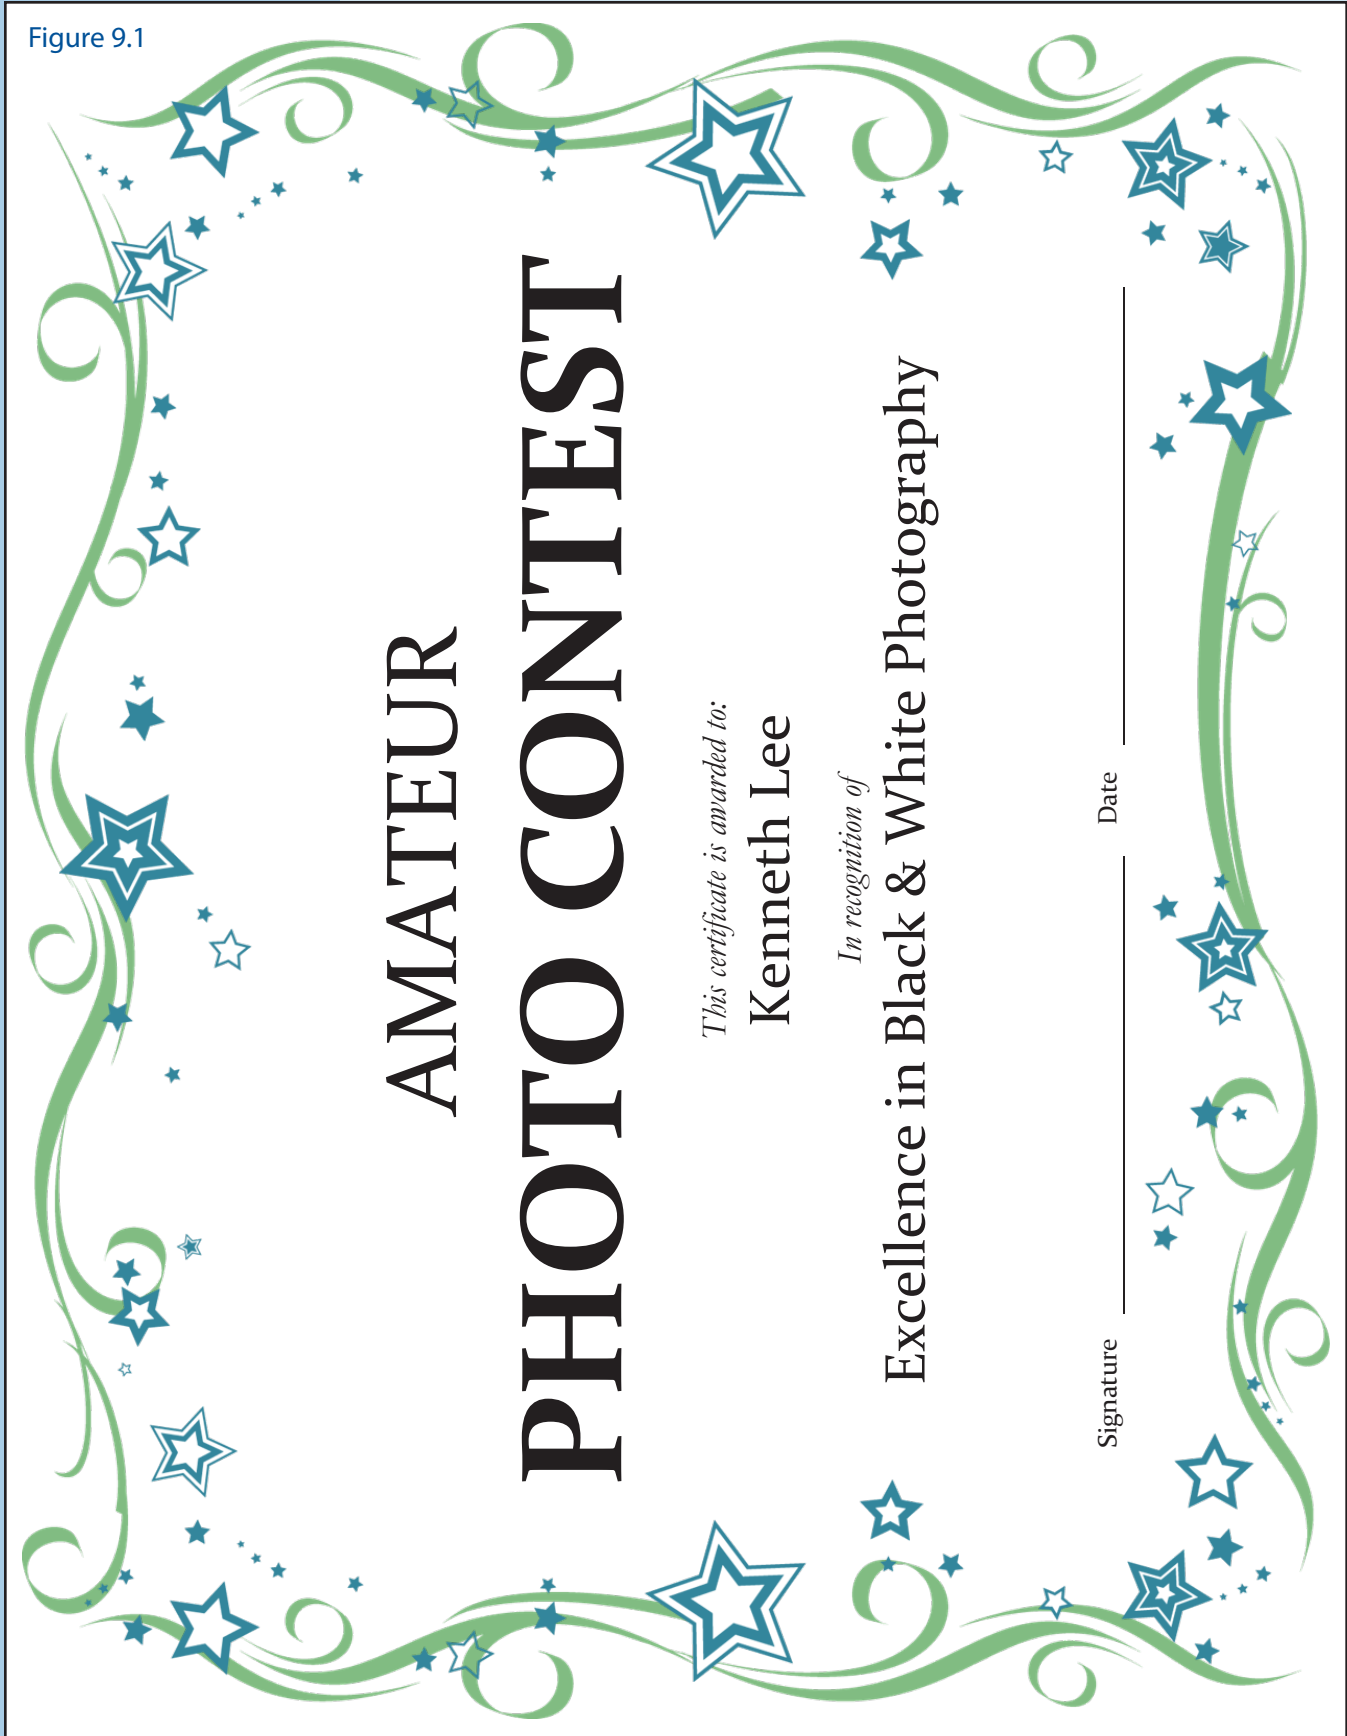 Figure 9.1
AMATEUR
PHOTO CONTEST
This certificate is awarded to:
Kenneth Lee
In recognition of
Excellence in Black & White Photography
Signature Date